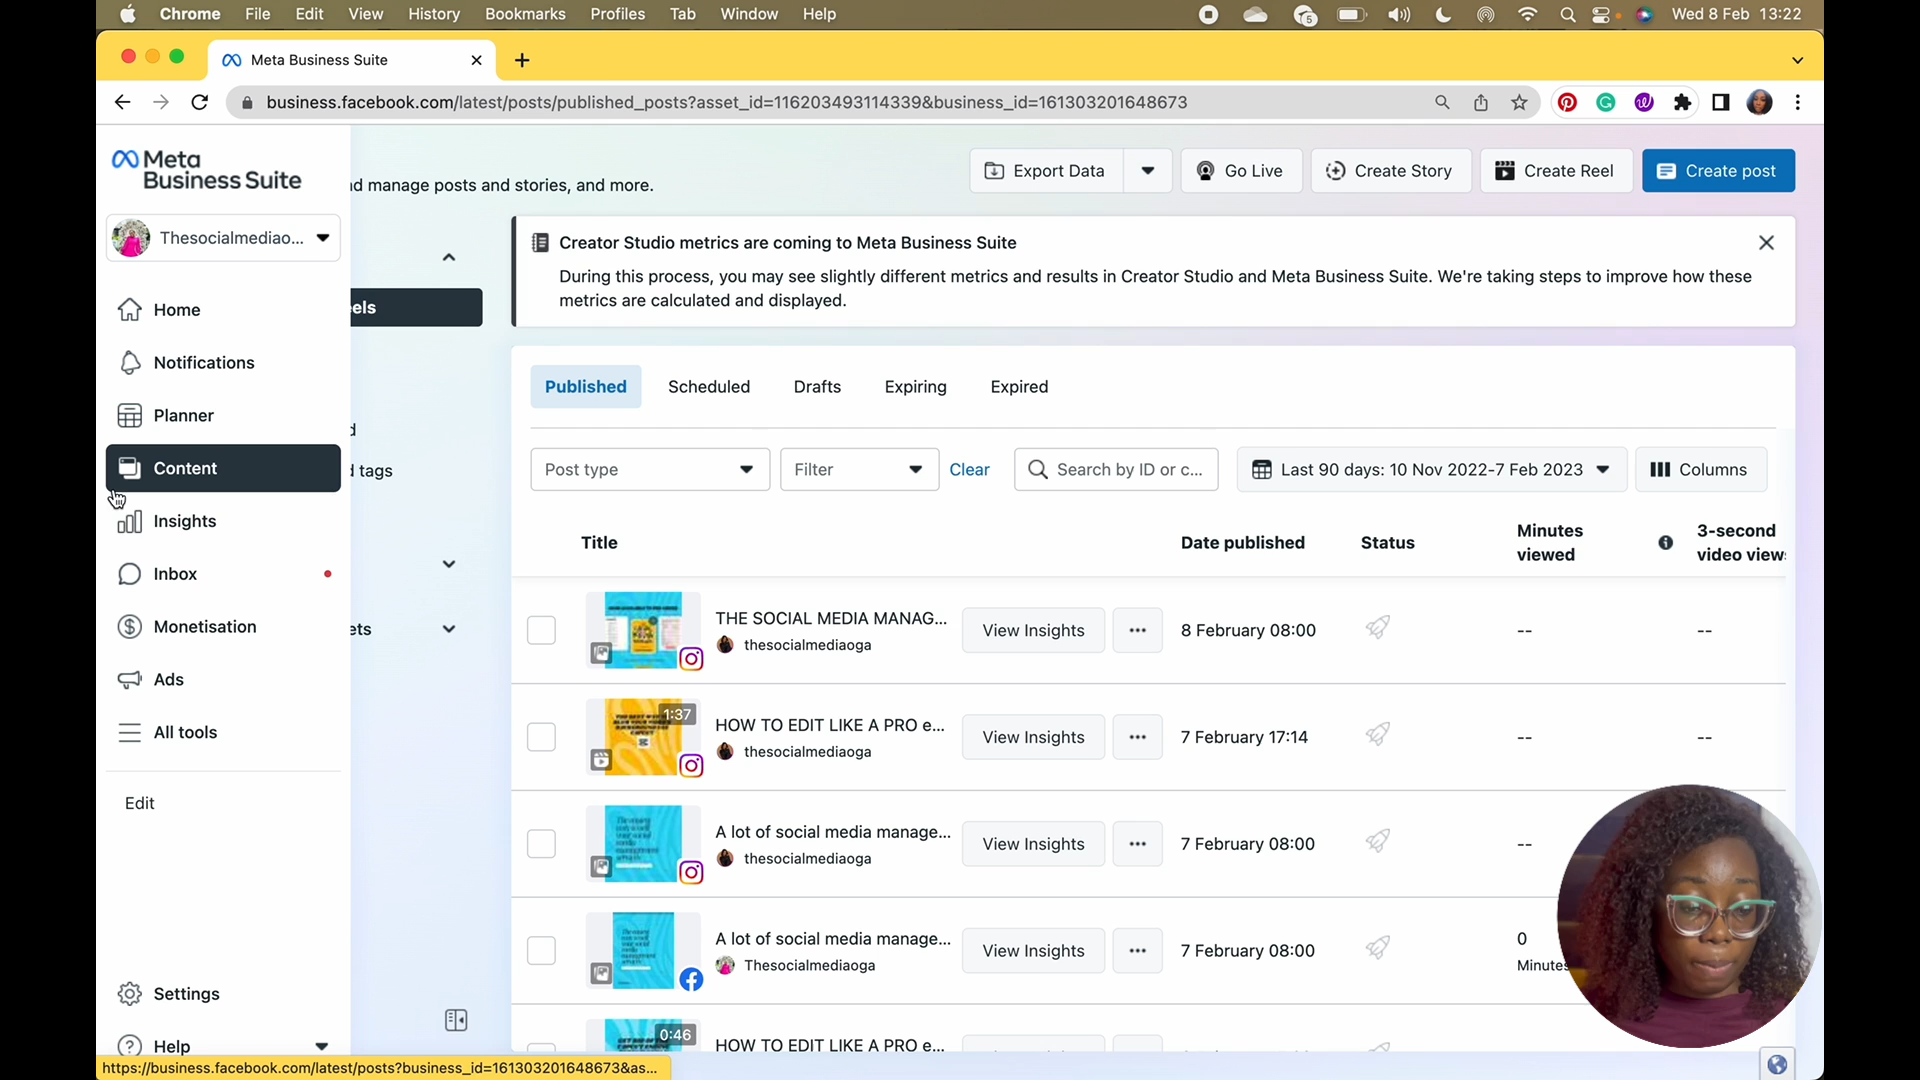 Chrome File Edit View History Bookmarks Profiles Tab Window Help
5
Wed 8 Feb 13:22
Meta Business Suite
business.facebook.com/latest/posts/published_posts?asset_id=116203493114339&business_id=161303201648673
Meta
Business Suite
nd manage posts and stories, and more.
Export Data
Go Live
Create Story
Create Reel
Create post
Thesocialmediao...
Creator Studio metrics are coming to Meta Business Suite
During this process, you may see slightly different metrics and results in Creator Studio and Meta Business Suite. We're taking steps to improve how these
metrics are calculated and displayed.
Home
eels
Notifications
Planner
d
Content
d tags
Insights
Inbox
Monetisation
ets
Ads
All tools
Edit
Settings
Help
Published
Scheduled
Drafts
Expiring
Expired
Post type
Filter
Clear
Search by ID or c...
Last 90 days: 10 Nov 2022-7 Feb 2023
Columns
Title
Date published
Status
Minutes
viewed
3-second
video views
THE SOCIAL MEDIA MANAG...
thesocialmediaoga
View Insights
8 February 08:00
--
--
1:37
HOW TO EDIT LIKE A PRO e...
thesocialmediaoga
View Insights
7 February 17:14
--
--
A lot of social media manage...
thesocialmediaoga
View Insights
7 February 08:00
--
A lot of social media manage...
Thesocialmediaoga
View Insights
7 February 08:00
0
Minutes
0:46
HOW TO EDIT LIKE A PRO e...
https://business.facebook.com/latest/posts?business_id=161303201648673&as...